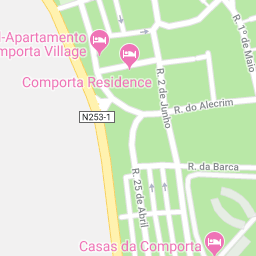 -Apartamento
omporta Village
Comporta Residence
R. 1º de Maio
R. 2 de Junho
R. do Alecrim
N253-1
R. da Barca
R. 25 de Abril
Casas da Comporta